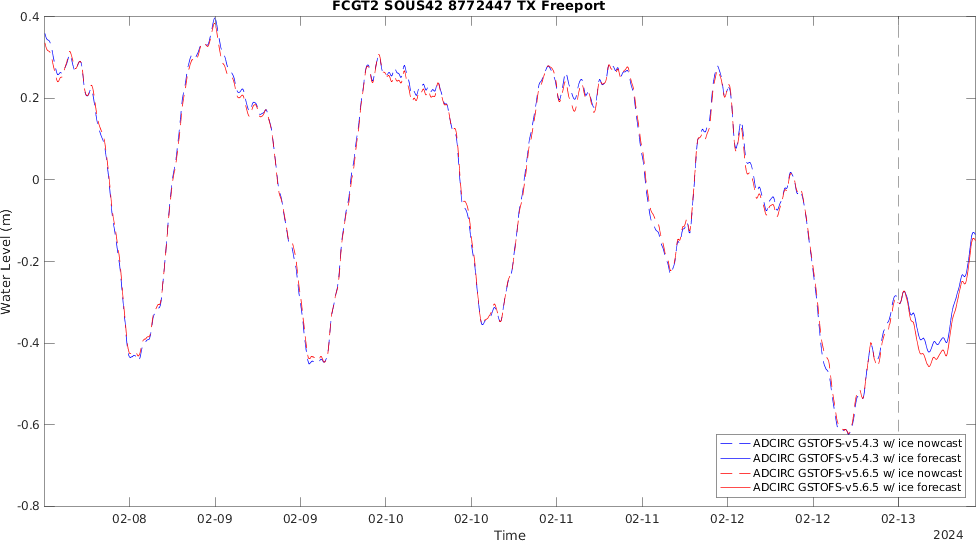 FCGT2 SOUS42 8772447 TX Freeport
0.4
0.2
0
-0.2
-0.4
-0.6
-0.8
Water Level (m)
ADCIRC GSTOFS-v5.4.3 w/ ice nowcast
ADCIRC GSTOFS-v5.4.3 w/ ice forecast
ADCIRC GSTOFS-v5.6.5 w/ ice nowcast
ADCIRC GSTOFS-v5.6.5 w/ ice forecast
02-08 02-09 02-09 02-10 02-10 02-11 02-11 02-12 02-12 02-13
Time
2024